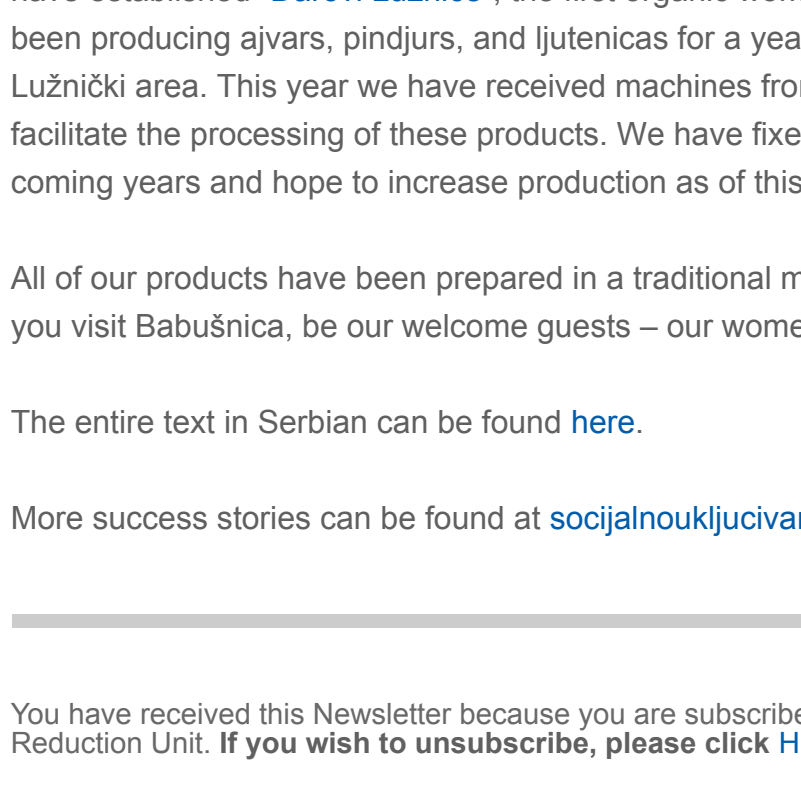 been producing ajvars, pindjurs, and ljutenicas for a yea
Lužnički area. This year we have received machines fro
facilitate the processing of these products. We have fixe
coming years and hope to increase production as of this
All of our products have been prepared in a traditional m
you visit Babušnica, be our welcome guests – our wome
The entire text in Serbian can be found here.
More success stories can be found at socijalnoukljuciva
You have received this Newsletter because you are subscribe
Reduction Unit. If you wish to unsubscribe, please click H